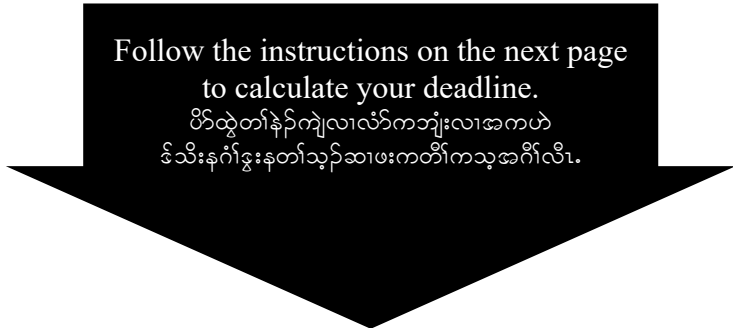 Follow the instructions on the next page
to calculate your deadline.
ပိာ်ထွဲတၢ်နဲၣ်ကျဲလၢလံာ်ကဘျံးလၢအကဟဲ
ဒ်သိးနဂံၢ်ဒွးနတၢ်သ့ၣ်ဆၢဖးကတီၢ်ကသ့အဂီၢ်လီၤ.